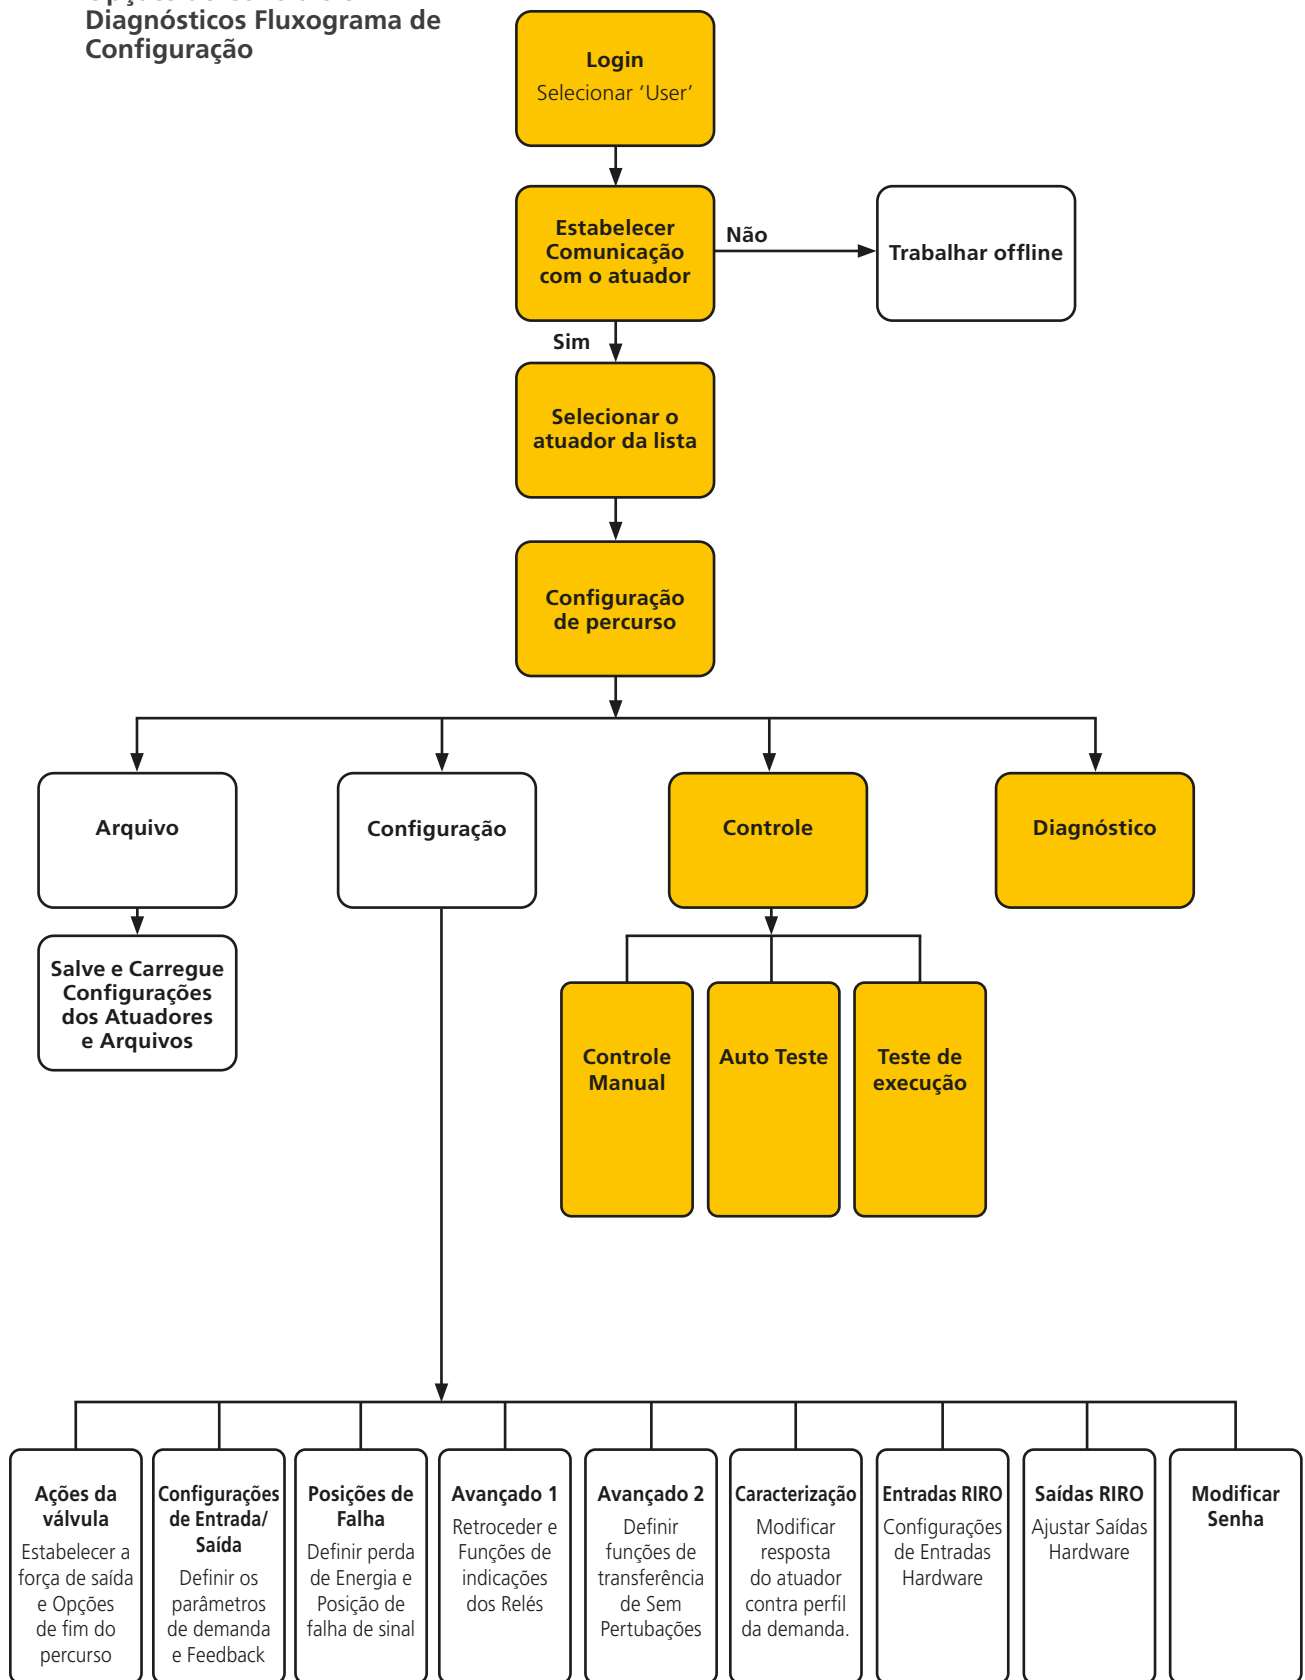 Diagnósticos Fluxograma de
Configuração
Login
Selecionar ‘User’
Estabelecer
Comunicação
com o atuador
Não
Trabalhar offline
Sim
Selecionar o
atuador da lista
Configuração
de percurso
Arquivo
Configuração
Controle
Diagnóstico
Salve e Carregue
Configurações
dos Atuadores
e Arquivos
Controle
Manual
Auto Teste
Teste de
execução
Ações da
válvula
Estabelecer a
força de saída
e Opções
de fim do
percurso
Configurações
de Entrada/
Saída
Definir os
parâmetros
de demanda
e Feedback
Posições de
Falha
Definir perda
de Energia e
Posição de
falha de sinal
Avançado 1
Retroceder e
Funções de
indicações
dos Relés
Avançado 2
Definir
funções de
transferência
de Sem
Pertubações
Caracterização
Modificar
resposta
do atuador
contra perfil
da demanda.
Entradas RIRO
Configurações
de Entradas
Hardware
Saídas RIRO
Ajustar Saídas
Hardware
Modificar
Senha